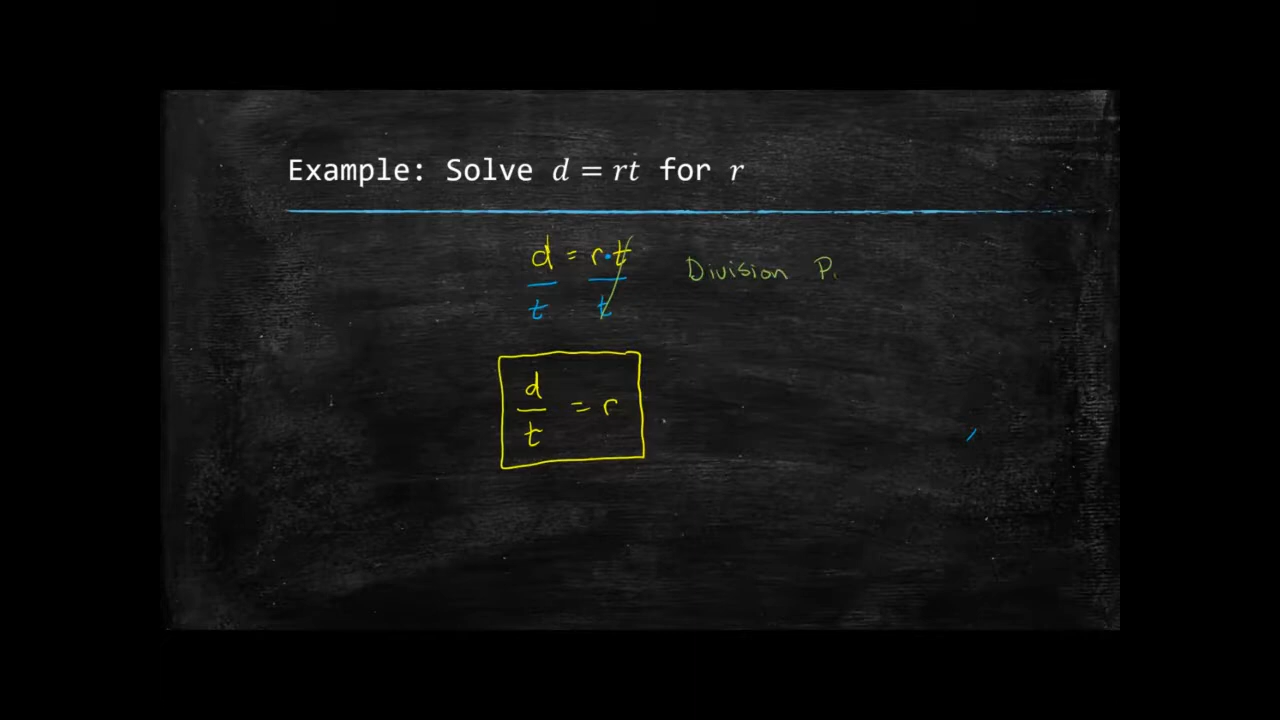 Example: Solve d = rt for r
d = r·t Division P.
t t
d
= r
t